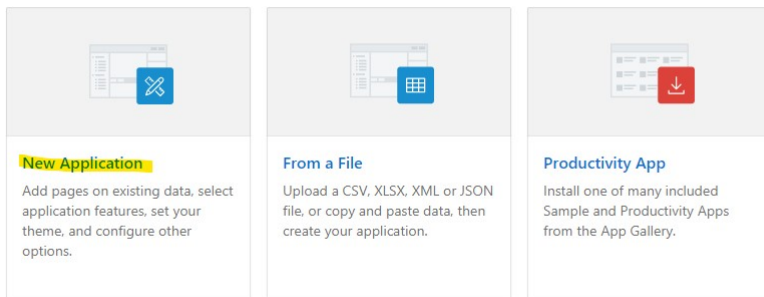 New Application
Add pages on existing data, select
application features, set your
theme, and configure other
options.
From a File
Upload a CSV, XLSX, XML or JSON
file, or copy and paste data, then
create your application.
Productivity App
Install one of many included
Sample and Productivity Apps
from the App Gallery.